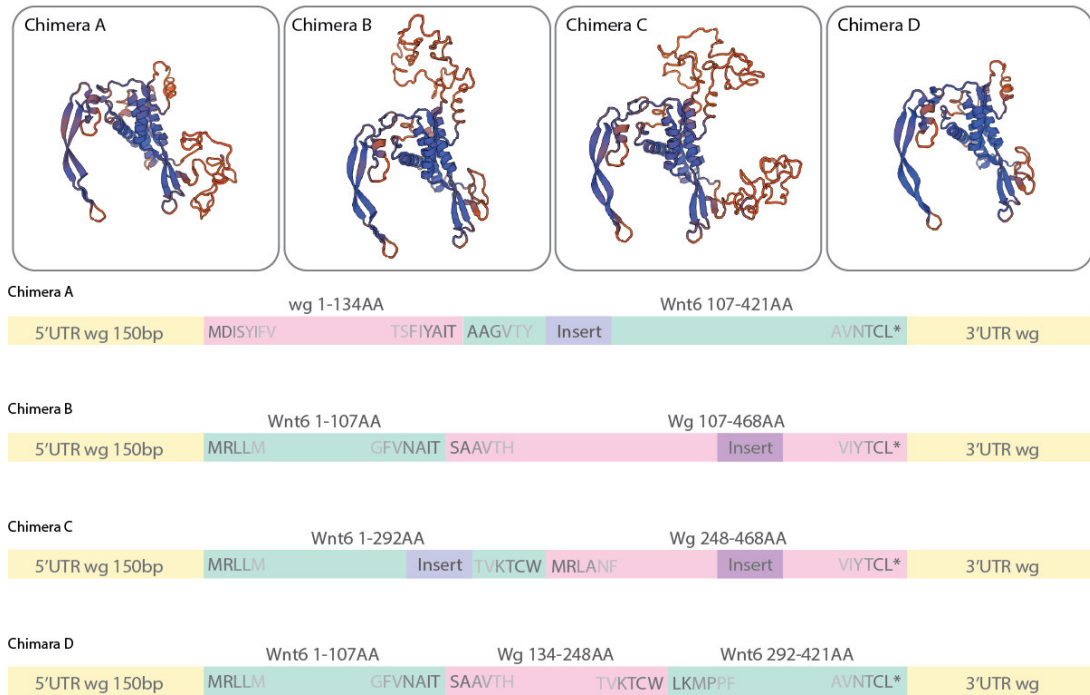 Chimera A
Chimera B
Chimera C
Chimera D
Chimera A
wg 1-134AA
Wnt6 107-421AA
5'UTR wg 150bp
MDISYIFV
TSFIYAIT
AAGVTY
Insert
AVNTCL*
3'UTR wg
Chimera B
Wnt6 1-107AA
Wg 107-468AA
5'UTR wg 150bp
MRLLM
GFVNAIT
SAAVTH
Insert
VIYTCL*
3'UTR wg
Chimera C
Wnt6 1-292AA
Wg 248-468AA
5'UTR wg 150bp
MRLLM
Insert
TVKTCW
MRLANF
Insert
VIYTCL*
3'UTR wg
Chimara D
Wnt6 1-107AA
Wg 134-248AA
Wnt6 292-421AA
5'UTR wg 150bp
MRLLM
GFVNAIT
SAAVTH
TVKTCW
LKMPPF
AVNTCL*
3'UTR wg